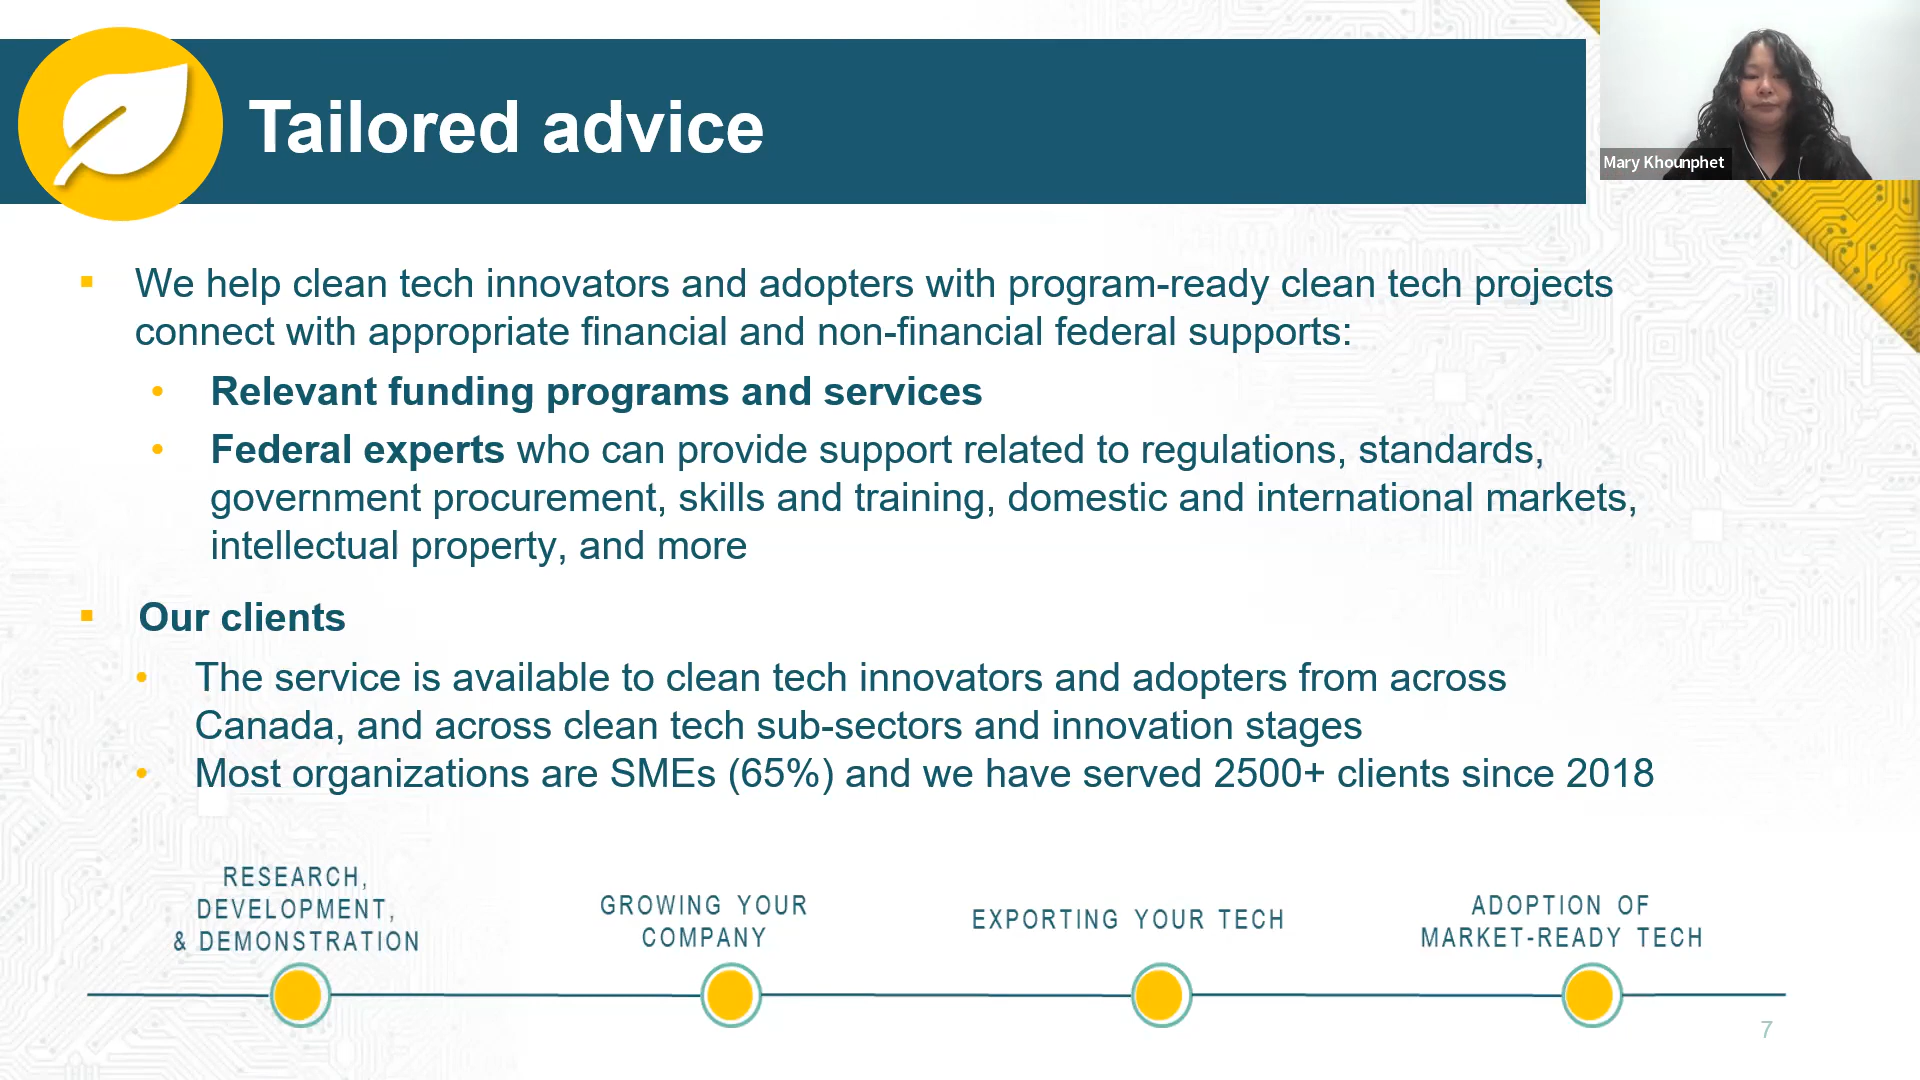 Tailored advice
Mary Khounphet
We help clean tech innovators and adopters with program-ready clean tech projects
connect with appropriate financial and non-financial federal supports:
Relevant funding programs and services
Federal experts who can provide support related to regulations, standards,
government procurement, skills and training, domestic and international markets,
intellectual property, and more
Our clients
The service is available to clean tech innovators and adopters from across
Canada, and across clean tech sub-sectors and innovation stages
Most organizations are SMEs (65%) and we have served 2500+ clients since 2018
RESEARCH,
DEVELOPMENT,
& DEMONSTRATION
GROWING YOUR
COMPANY
EXPORTING YOUR TECH
ADOPTION OF
MARKET-READY TECH
7